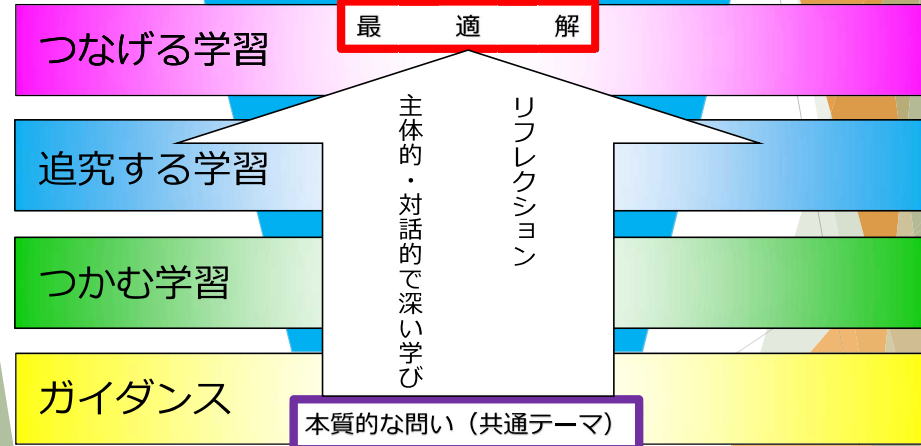 最適解
つなげる学習
主体的・対話的で深い学び
リフレクション
追究する学習
つかむ学習
ガイダンス
本質的な問い（共通テーマ）